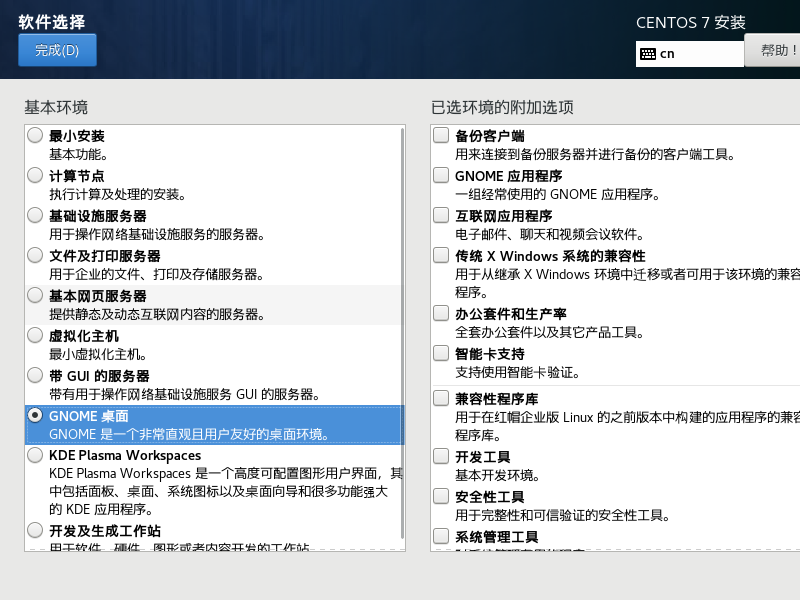 软件选择
完成(D)
CENTOS 7 安装
cn
帮助！
基本环境
最小安装
基本功能。
计算节点
执行计算及处理的安装。
基础设施服务器
用于操作网络基础设施服务的服务器。
文件及打印服务器
用于企业的文件、打印及存储服务器。
基本网页服务器
提供静态及动态互联网内容的服务器。
虚拟化主机
最小虚拟化主机。
带 GUI 的服务器
带有用于操作网络基础设施服务 GUI 的服务器。
GNOME 桌面
GNOME 是一个非常直观且用户友好的桌面环境。
KDE Plasma Workspaces
KDE Plasma Workspaces 是一个高度可配置图形用户界面，其
中包括面板、桌面、系统图标以及桌面向导和很多功能强大
的 KDE 应用程序。
开发及生成工作站
用于软件、硬件、图形或者内容开发的工作站
已选环境的附加选项
备份客户端
用来连接到备份服务器并进行备份的客户端工具。
GNOME 应用程序
一组经常使用的 GNOME 应用程序。
互联网应用程序
电子邮件、聊天和视频会议软件。
传统 X Windows 系统的兼容性
用于从继承 X Windows 环境中迁移或者可用于该环境的兼容
程序。
办公套件和生产率
全套办公套件以及其它产品工具。
智能卡支持
支持使用智能卡验证。
兼容性程序库
用于在红帽企业版 Linux 的之前版本中构建的应用程序的兼容
程序库。
开发工具
基本开发环境。
安全性工具
用于完整性和可信验证的安全性工具。
系统管理工具